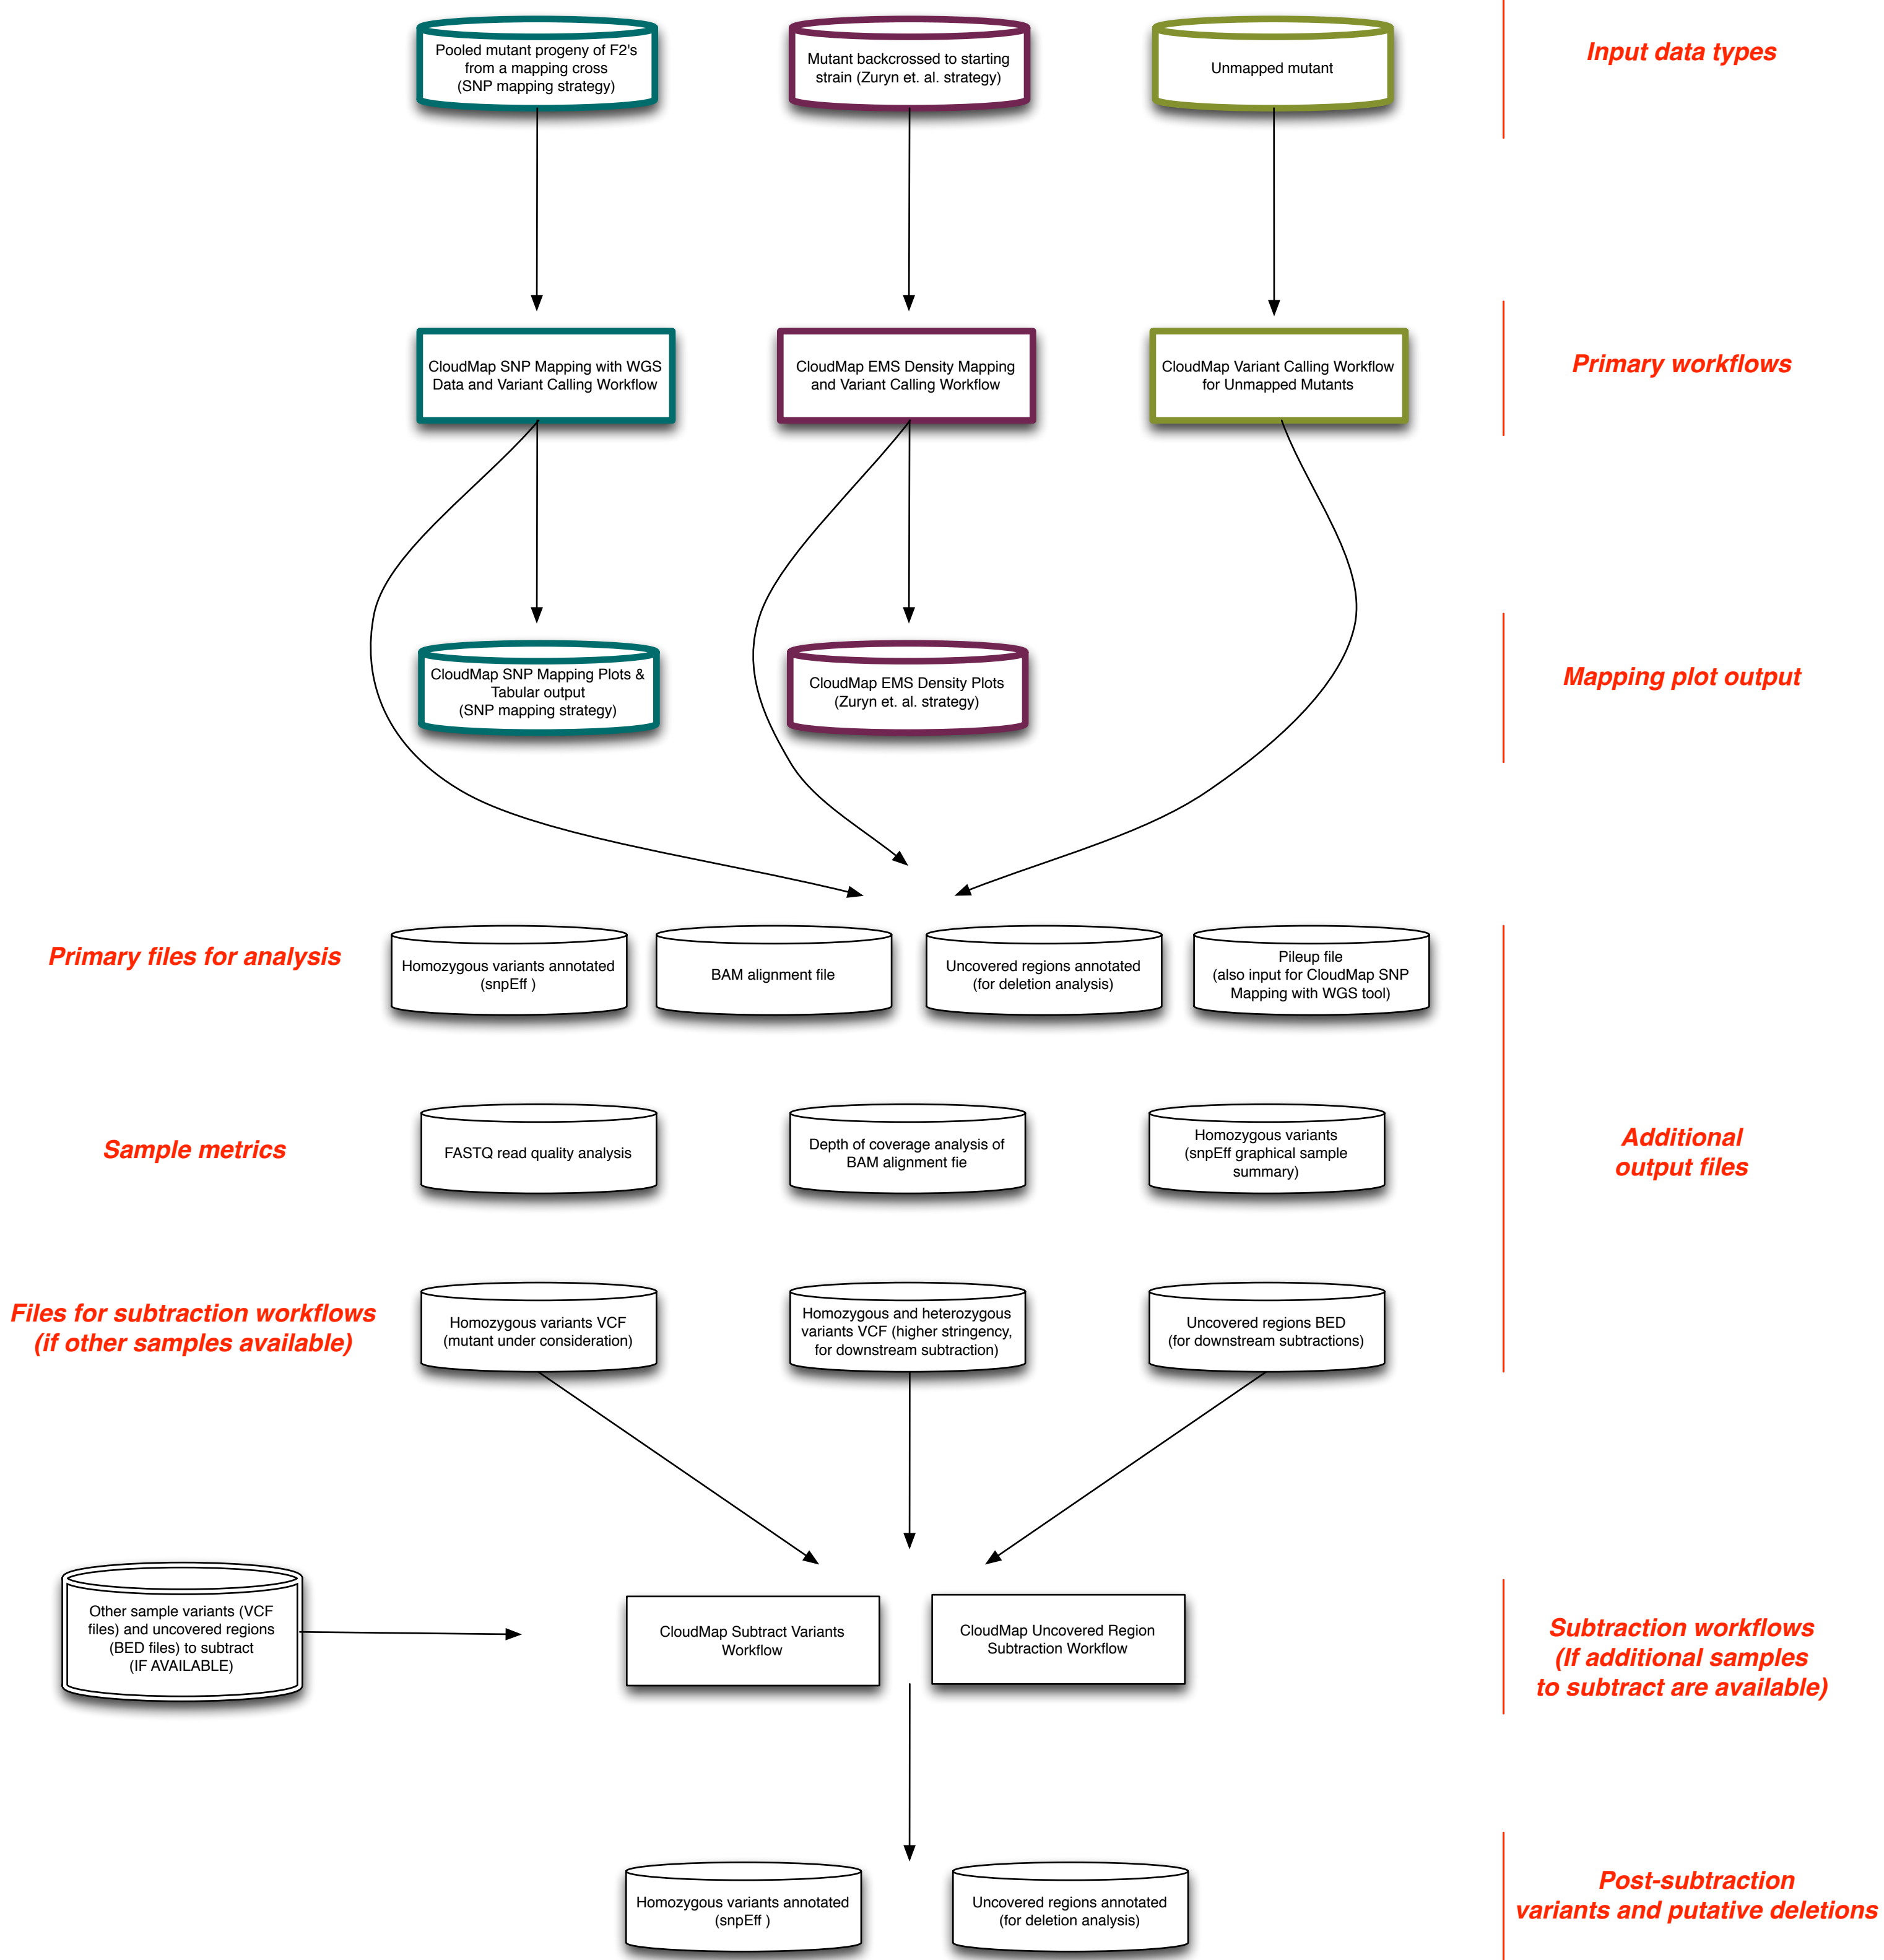 Pooled mutant progeny of F2's
from a mapping cross
(SNP mapping strategy)
Mutant backcrossed to starting
strain (Zuryn et. al. strategy)
Unmapped mutant
Input data types
CloudMap SNP Mapping with WGS
Data and Variant Calling Workflow
CloudMap EMS Density Mapping
and Variant Calling Workflow
CloudMap Variant Calling Workflow
for Unmapped Mutants
Primary workflows
CloudMap SNP Mapping Plots &
Tabular output
(SNP mapping strategy)
CloudMap EMS Density Plots
(Zuryn et. al. strategy)
Mapping plot output
Primary files for analysis
Homozygous variants annotated
(snpEff )
BAM alignment file
Uncovered regions annotated
(for deletion analysis)
Pileup file
(also input for CloudMap SNP
Mapping with WGS tool)
Sample metrics
FASTQ read quality analysis
Depth of coverage analysis of
BAM alignment fie
Homozygous variants
(snpEff graphical sample
summary)
Additional
output files
Files for subtraction workflows
(if other samples available)
Homozygous variants VCF
(mutant under consideration)
Homozygous and heterozygous
variants VCF (higher stringency,
for downstream subtraction)
Uncovered regions BED
(for downstream subtractions)
Other sample variants (VCF
files) and uncovered regions
(BED files) to subtract
(IF AVAILABLE)
CloudMap Subtract Variants
Workflow
CloudMap Uncovered Region
Subtraction Workflow
Subtraction workflows
(If additional samples
to subtract are available)
Homozygous variants annotated
(snpEff )
Uncovered regions annotated
(for deletion analysis)
Post-subtraction
variants and putative deletions